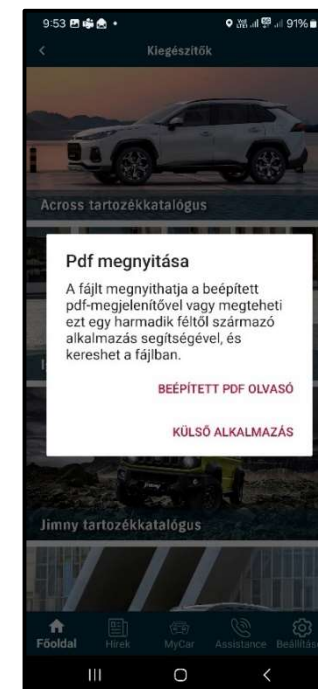 9:53
91%
Kiegészítők
Across tartozékkatalógus
Pdf megnyitása
A fájlt megnyithatja a beépített
pdf-megjelenítővel vagy megteheti
ezt egy harmadik féltől származó
alkalmazás segítségével, és
kereshet a fájlban.
BEÉPÍTETT PDF OLVASÓ
KÜLSŐ ALKALMAZÁS
Jimny tartozékkatalógus
Főoldal Hírek MyCar Assistance Beállítás